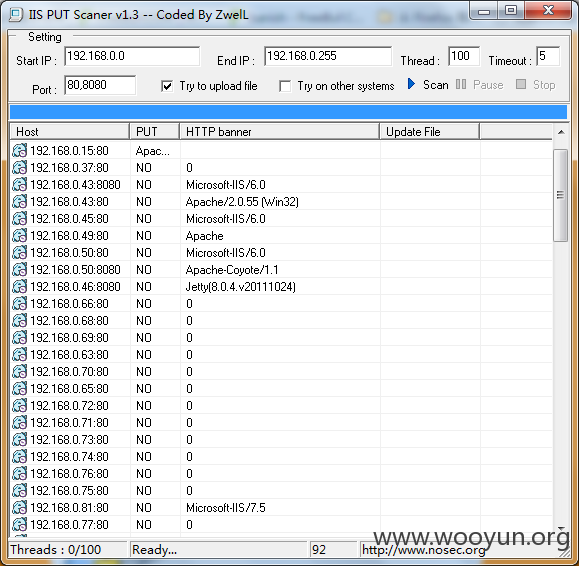 IIS PUT Scaner v1.3 -- Coded By ZwelL
Setting
Start IP : 192.168.0.0 End IP : 192.168.0.255 Thread : 100 Timeout : 5
Port : 80,8080 Try to upload file Try on other systems Scan Pause Stop
Host PUT HTTP banner Update File
192.168.0.15:80 Apac...
192.168.0.37:80 NO 0
192.168.0.43:8080 NO Microsoft-IIS/6.0
192.168.0.43:80 NO Apache/2.0.55 (Win32)
192.168.0.45:80 NO Microsoft-IIS/6.0
192.168.0.49:80 NO Apache
192.168.0.50:80 NO Microsoft-IIS/6.0
192.168.0.50:8080 NO Apache-Coyote/1.1
192.168.0.46:8080 NO Jetty(8.0.4.v20111024)
192.168.0.66:80 NO 0
192.168.0.68:80 NO 0
192.168.0.69:80 NO 0
192.168.0.63:80 NO 0
192.168.0.70:80 NO 0
192.168.0.65:80 NO 0
192.168.0.72:80 NO 0
192.168.0.71:80 NO 0
192.168.0.73:80 NO 0
192.168.0.74:80 NO 0
192.168.0.76:80 NO 0
192.168.0.75:80 NO 0
192.168.0.81:80 NO Microsoft-IIS/7.5
192.168.0.77:80 NO 0
www.wooyun.org
Threads : 0/100 Ready... 92 http://www.nosec.org